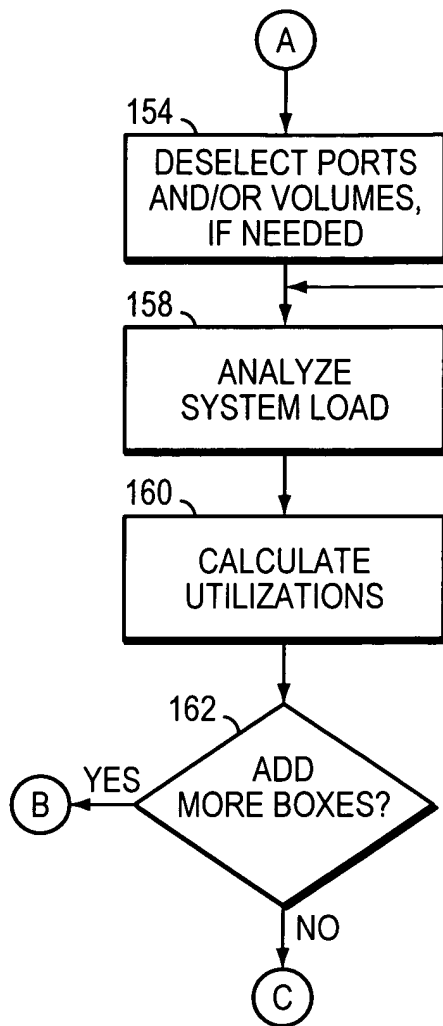 A
154
DESELECT PORTS
AND/OR VOLUMES,
IF NEEDED
158
ANALYZE
SYSTEM LOAD
160
CALCULATE
UTILIZATIONS
162
ADD
MORE BOXES?
YES
B
NO
C